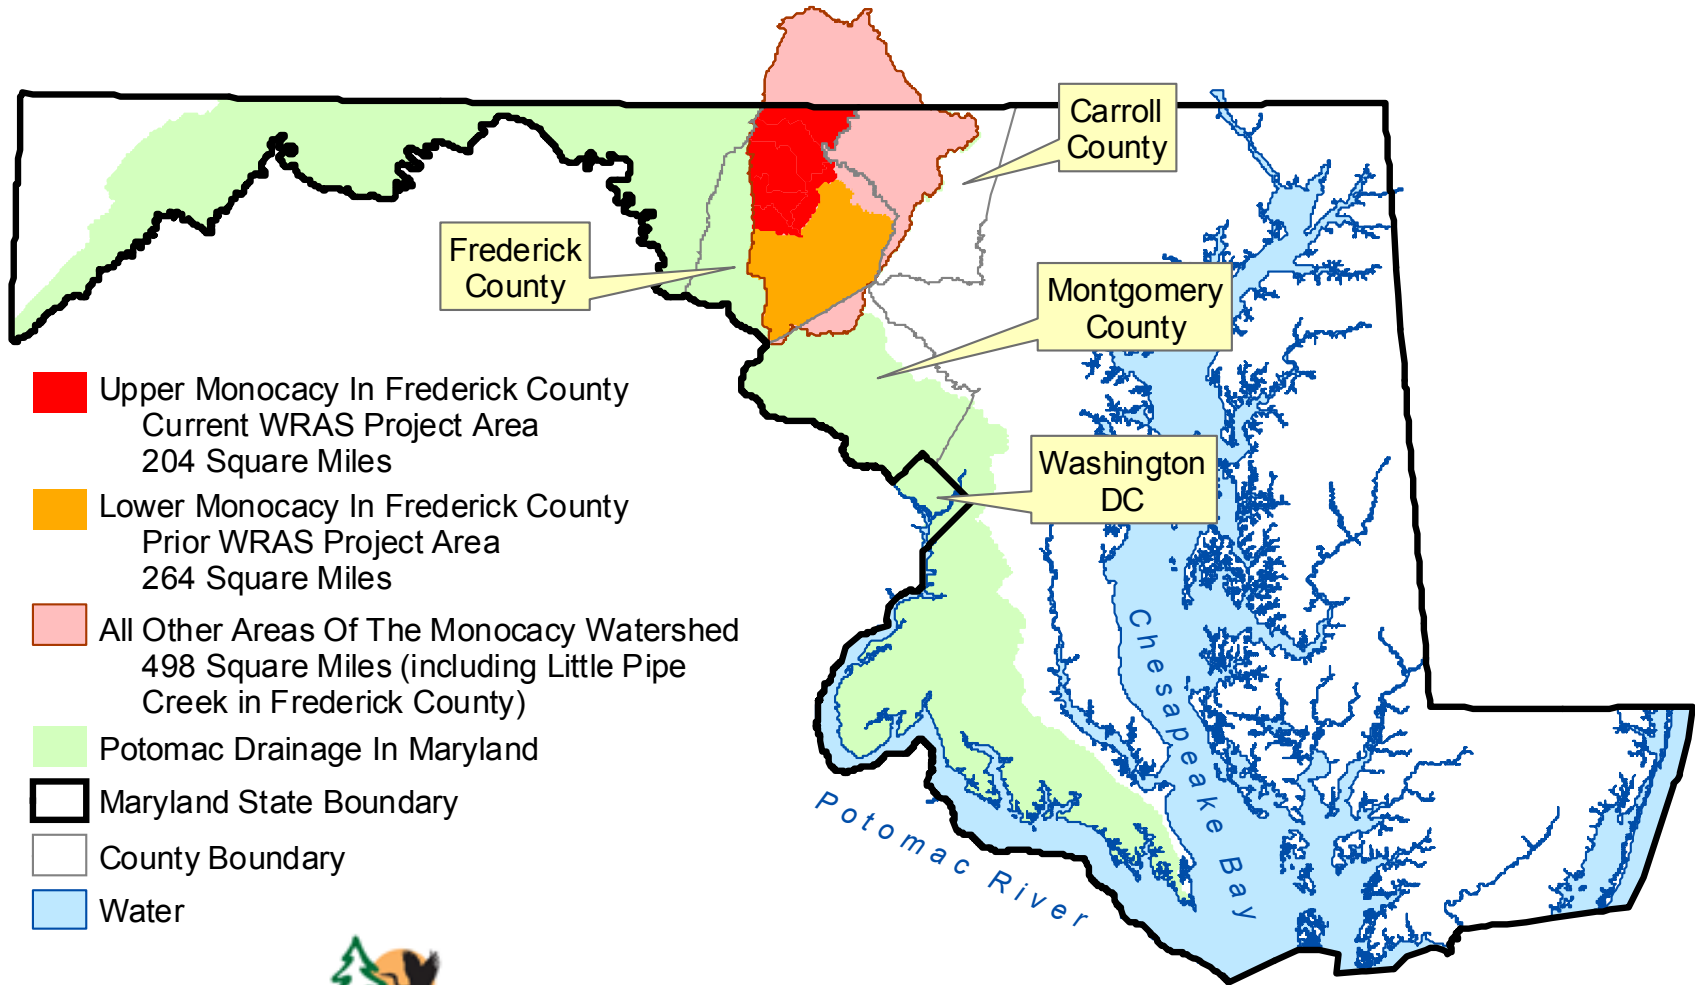 Carroll
County
Frederick
County
Montgomery
County
Washington
DC
Upper Monocacy In Frederick County
Current WRAS Project Area
204 Square Miles
Lower Monocacy In Frederick County
Prior WRAS Project Area
264 Square Miles
All Other Areas Of The Monocacy Watershed
498 Square Miles (including Little Pipe
Creek in Frederick County)
Potomac Drainage In Maryland
Maryland State Boundary
County Boundary
Water
Chesapeake Bay
Potomac River